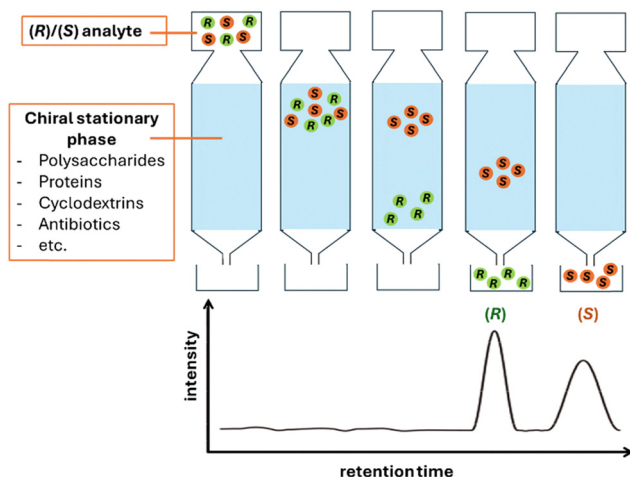 (R)/(S) analyte
R S R
S R S
Chiral stationary
phase
- Polysaccharides
- Proteins
- Cyclodextrins
- Antibiotics
- etc.
S
R R
S S
S R R
S
S S
S
R R
R R
S
S S
S
R R
R R
S S S
S
(R)
(S)
intensity
retention time